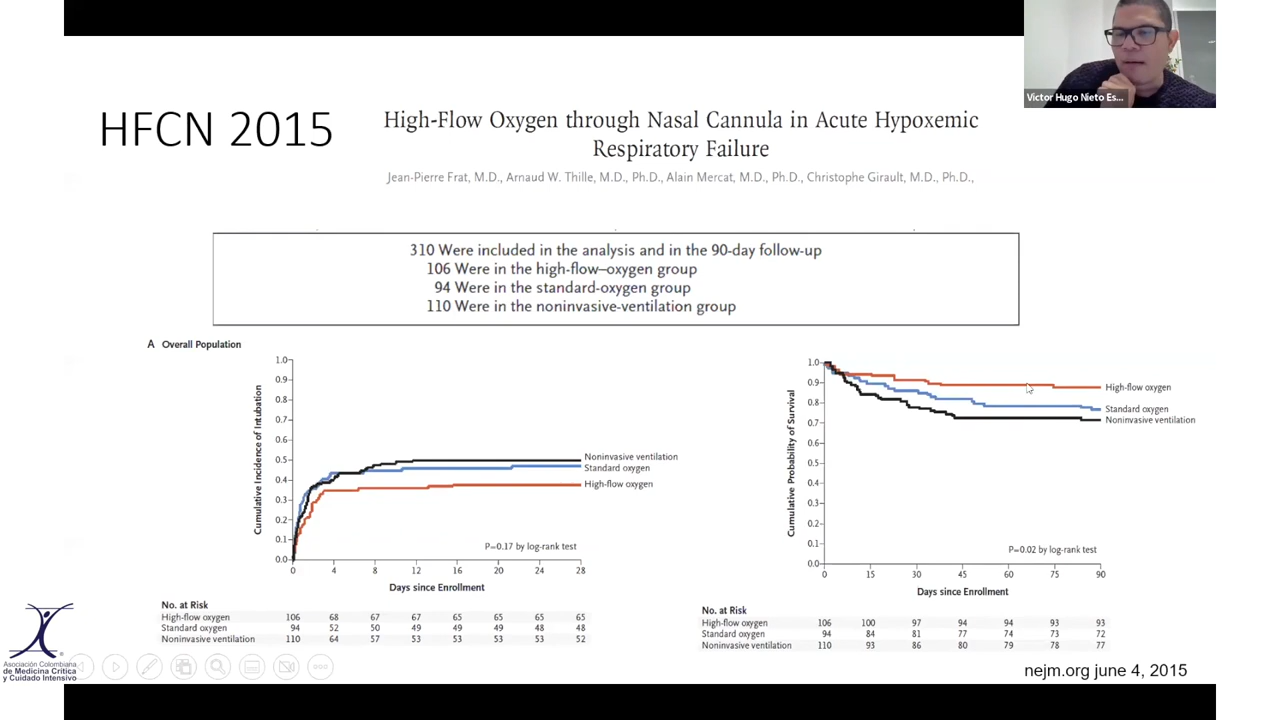 Victor Hugo Nieto Es...
HFCN 2015
High-Flow Oxygen through Nasal Cannula in Acute Hypoxemic
Respiratory Failure
Jean-Pierre Frat, M.D., Arnaud W. Thille, M.D., Ph.D., Alain Mercat, M.D., Ph.D., Christophe Girault, M.D., Ph.D.,
310 Were included in the analysis and in the 90-day follow-up
106 Were in the high-flow–oxygen group
94 Were in the standard-oxygen group
110 Were in the noninvasive-ventilation group
A Overall Population
Cumulative Incidence of Intubation
1.0
0.9
0.8
0.7
0.6
0.5
0.4
0.3
0.2
0.1
0.0
Noninvasive ventilation
Standard oxygen
High-flow oxygen
P=0.17 by log-rank test
0 4 8 12 16 20 24 28
Days since Enrollment
No. at Risk
High-flow oxygen 106 68 67 67 65 65 65 65
Standard oxygen 94 52 50 49 49 49 48 48
Noninvasive ventilation 110 64 57 53 53 53 53 52
Cumulative Probability of Survival
1.0
0.9
0.8
0.7
0.6
0.5
0.4
0.3
0.2
0.1
0.0
High-flow oxygen
Standard oxygen
Noninvasive ventilation
P=0.02 by log-rank test
0 15 30 45 60 75 90
Days since Enrollment
No. at Risk
High-flow oxygen 106 100 97 94 94 93 93
Standard oxygen 94 84 81 77 74 73 72
Noninvasive ventilation 110 93 86 80 79 78 77
Asociación Colombiana
de Medicina Crítica
y Cuidado Intensivo
nejm.org june 4, 2015